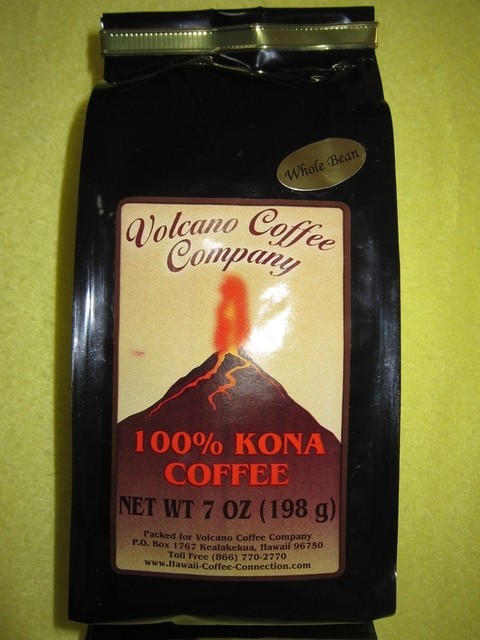 Whole Bean
Volcano Coffee
Company
100% KONA
COFFEE
NET WT 7 OZ (198 g)
Packed for Volcano Coffee Company
P.O. Box 1767 Kealakekua, Hawaii 96750
Toll Free (866) 770-2770
www.Hawaii-Coffee-Connection.com